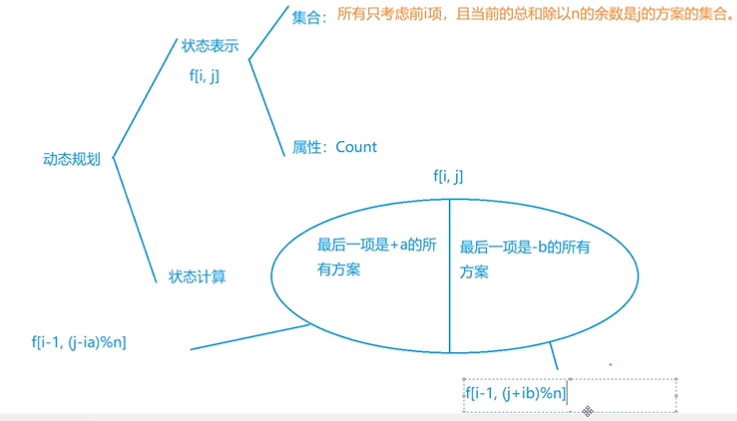 集合：所有只考虑前i项，且当前的总和除以n的余数是j的方案的集合。
状态表示
f[i, j]
属性：Count
动态规划
f[i, j]
最后一项是+a的所
有方案
最后一项是-b的所有
方案
状态计算
f[i-1, (j-ia)%n]
f[i-1, (j+ib)%n]